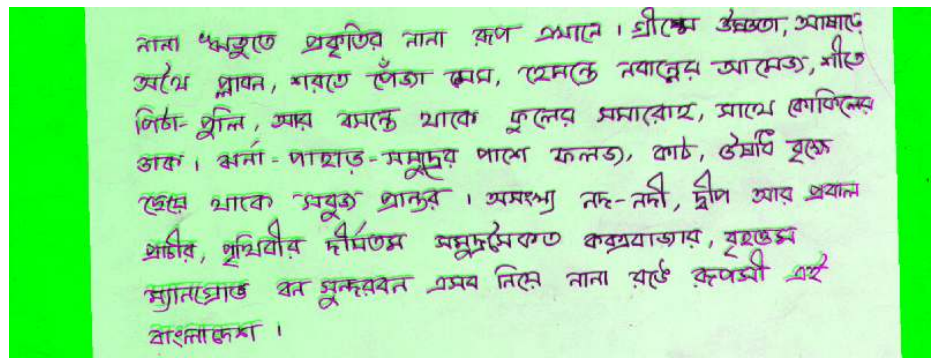 নানা ঋতুতে প্রকৃতির নানা রূপ এখানে। গ্রীষ্মে উষ্ণতা, আষাঢ়ে
অথৈ প্লাবন, শরতে পেঁজা মেঘ, হেমন্তে নবান্নের আমেজ, শীতে
পিঠা-পুলি, আর বসন্তে থাকে ফুলের সমারোহ, সাথে কোকিলের
ডাক। ঝর্না-পাহাড়-সমুদ্রের পাশে ফলজ, কাঠ, ঔষধি বৃক্ষে
ছেয়ে থাকে সবুজ প্রান্তর। অসংখ্য নদ-নদী, দ্বীপ আর প্রবাল
প্রাচীর, পৃথিবীর দীর্ঘতম সমুদ্রসৈকত কক্সবাজার, বৃহত্তম
ম্যানগ্রোভ বন সুন্দরবন এসব নিয়ে নানা রঙে রূপসী এই
বাংলাদেশ।